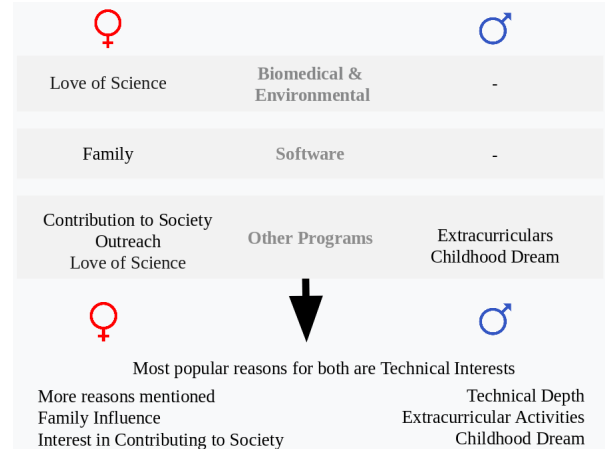 Love of Science
Biomedical &
Environmental
-
Family
Software
-
Contribution to Society
Outreach
Love of Science
Other Programs
Extracurriculars
Childhood Dream
Most popular reasons for both are Technical Interests
More reasons mentioned
Family Influence
Interest in Contributing to Society
Technical Depth
Extracurricular Activities
Childhood Dream